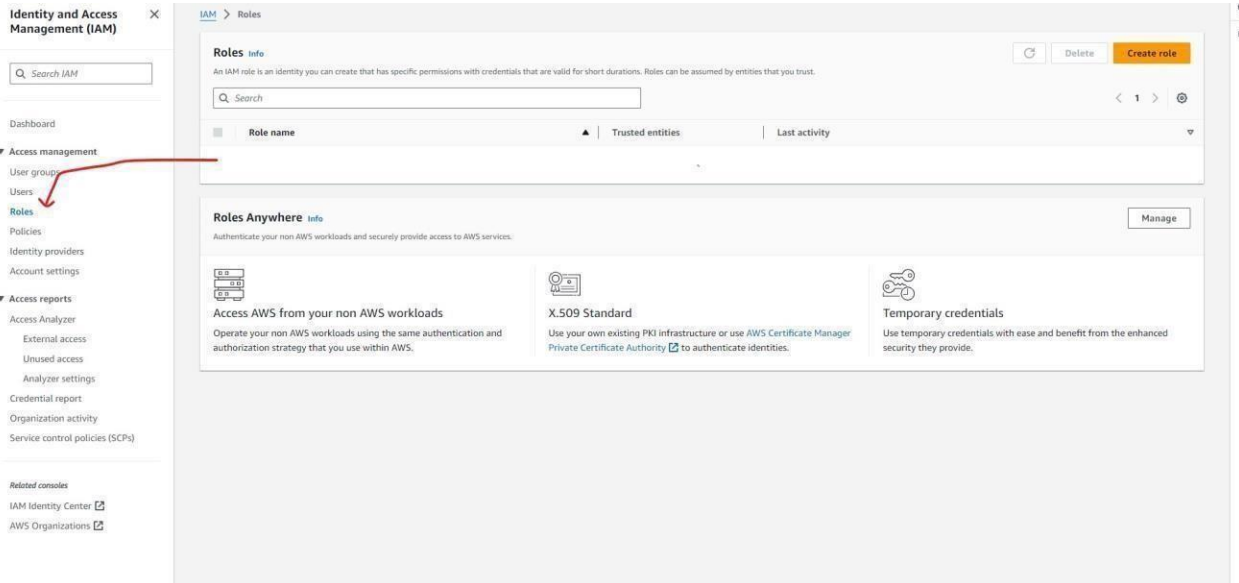 Identity and Access
Management (IAM)
Search IAM
Dashboard
Access management
User groups
Users
Roles
Policies
Identity providers
Account settings
Access reports
Access Analyzer
External access
Unused access
Analyzer settings
Credential report
Organization activity
Service control policies (SCPs)
Related consoles
IAM Identity Center
AWS Organizations
IAM > Roles
Roles Info
Delete
Create role
An IAM role is an identity you can create that has specific permissions with credentials that are valid for short durations. Roles can be assumed by entities that you trust.
Search
< 1 >
Role name
Trusted entities
Last activity
Roles Anywhere Info
Manage
Authenticate your non AWS workloads and securely provide access to AWS services.
Access AWS from your non AWS workloads
Operate your non AWS workloads using the same authentication and
authorization strategy that you use within AWS.
X.509 Standard
Use your own existing PKI infrastructure or use AWS Certificate Manager
Private Certificate Authority to authenticate identities.
Temporary credentials
Use temporary credentials with ease and benefit from the enhanced
security they provide.